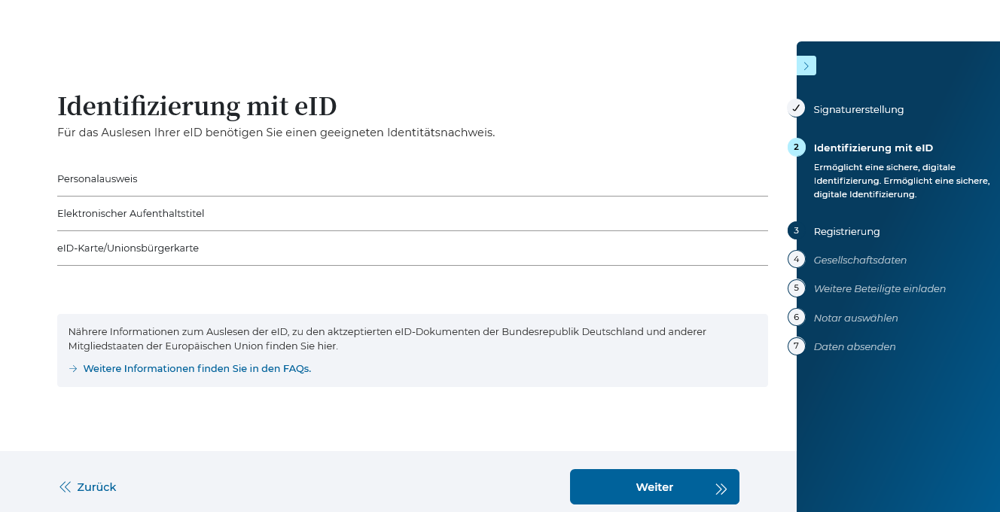 Identifizierung mit eID
Für das Auslesen Ihrer eID benötigen Sie einen geeigneten Identitätsnachweis.
Personalausweis
Elektronischer Aufenthaltstitel
eID-Karte/Unionsbürgerkarte
Nährere Informationen zum Auslesen der eID, zu den aktzeptierten eID-Dokumenten der Bundesrepublik Deutschland und anderer
Mitgliedstaaten der Europäischen Union finden Sie hier.
Weitere Informationen finden Sie in den FAQs.
Zurück
Weiter
Signaturerstellung
2 Identifizierung mit eID
Ermöglicht eine sichere, digitale
Identifizierung. Ermöglicht eine sichere,
digitale Identifizierung.
3 Registrierung
4 Gesellschaftsdaten
5 Weitere Beteiligte einladen
6 Notar auswählen
7 Daten absenden